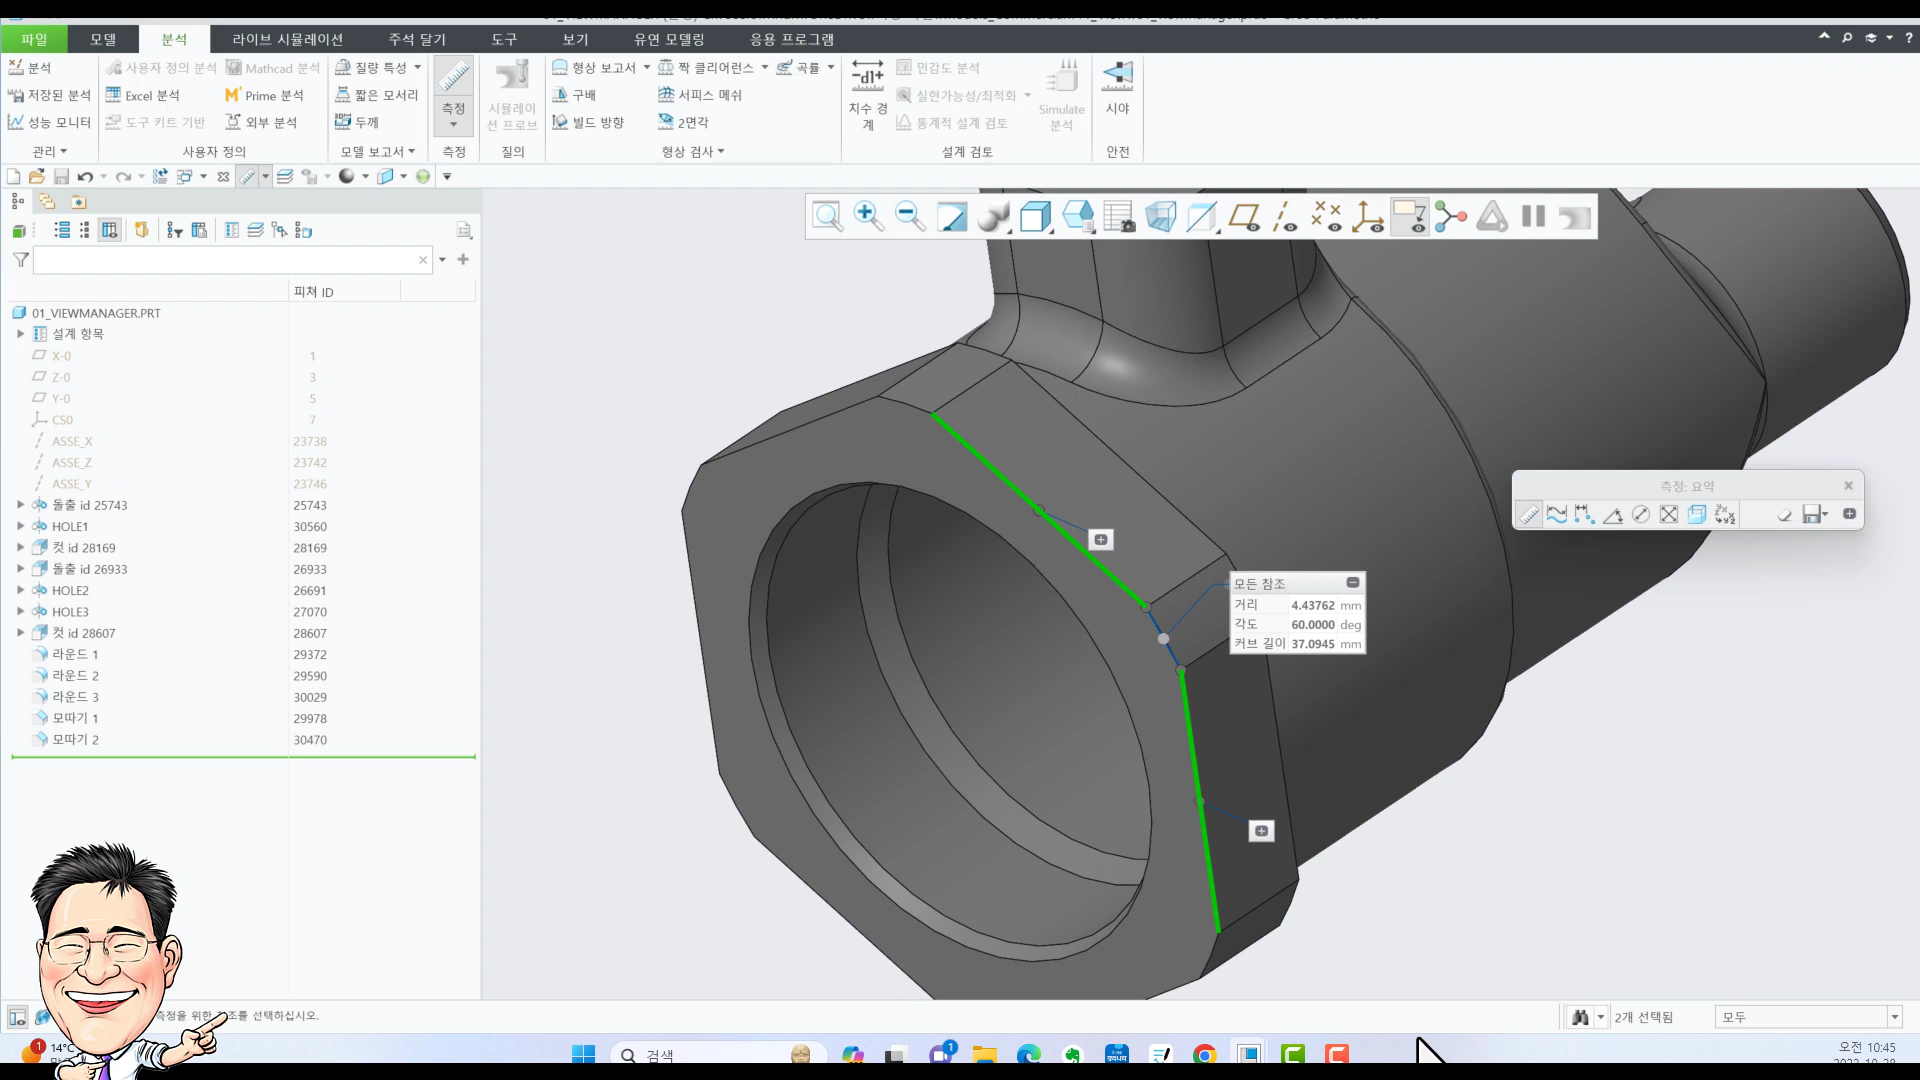 파일 모델 분석 라이브 시뮬레이션 주석 달기 도구 보기 유연 모델링 응용 프로그램
분석 사용자 정의 분석 Mathcad 분석 질량 특성 형상 보고서 짝 클리어런스 곡률 민감도 분석
저장된 분석 Excel 분석 Prime 분석 짧은 모서리 구배 서피스 메쉬 실현가능성/최적화
성능 모니터 도구 키트 기반 외부 분석 두께 빌드 방향 2면각 통계적 설계 검토
측정
시뮬레이
션 프로브
치수 경
계
Simulate
분석
시야
관리 사용자 정의 모델 보고서 측정 질의 형상 검사 설계 검토 안전
피쳐 ID
01_VIEWMANAGER.PRT
설계 항목
X-0 1
Z-0 3
Y-0 5
CS0 7
ASSE_X 23738
ASSE_Z 23742
ASSE_Y 23746
돌출 id 25743 25743
HOLE1 30560
컷 id 28169 28169
돌출 id 26933 26933
HOLE2 26691
HOLE3 27070
컷 id 28607 28607
라운드 1 29372
라운드 2 29590
라운드 3 30029
모따기 1 29978
모따기 2 30470
측정: 요약
모든 참조
거리 4.43762 mm
각도 60.0000 deg
커브 길이 37.0945 mm
측정을 위한 조를 선택하십시오.
2개 선택됨 모두
1 14°C
검색
1
오전 10:45